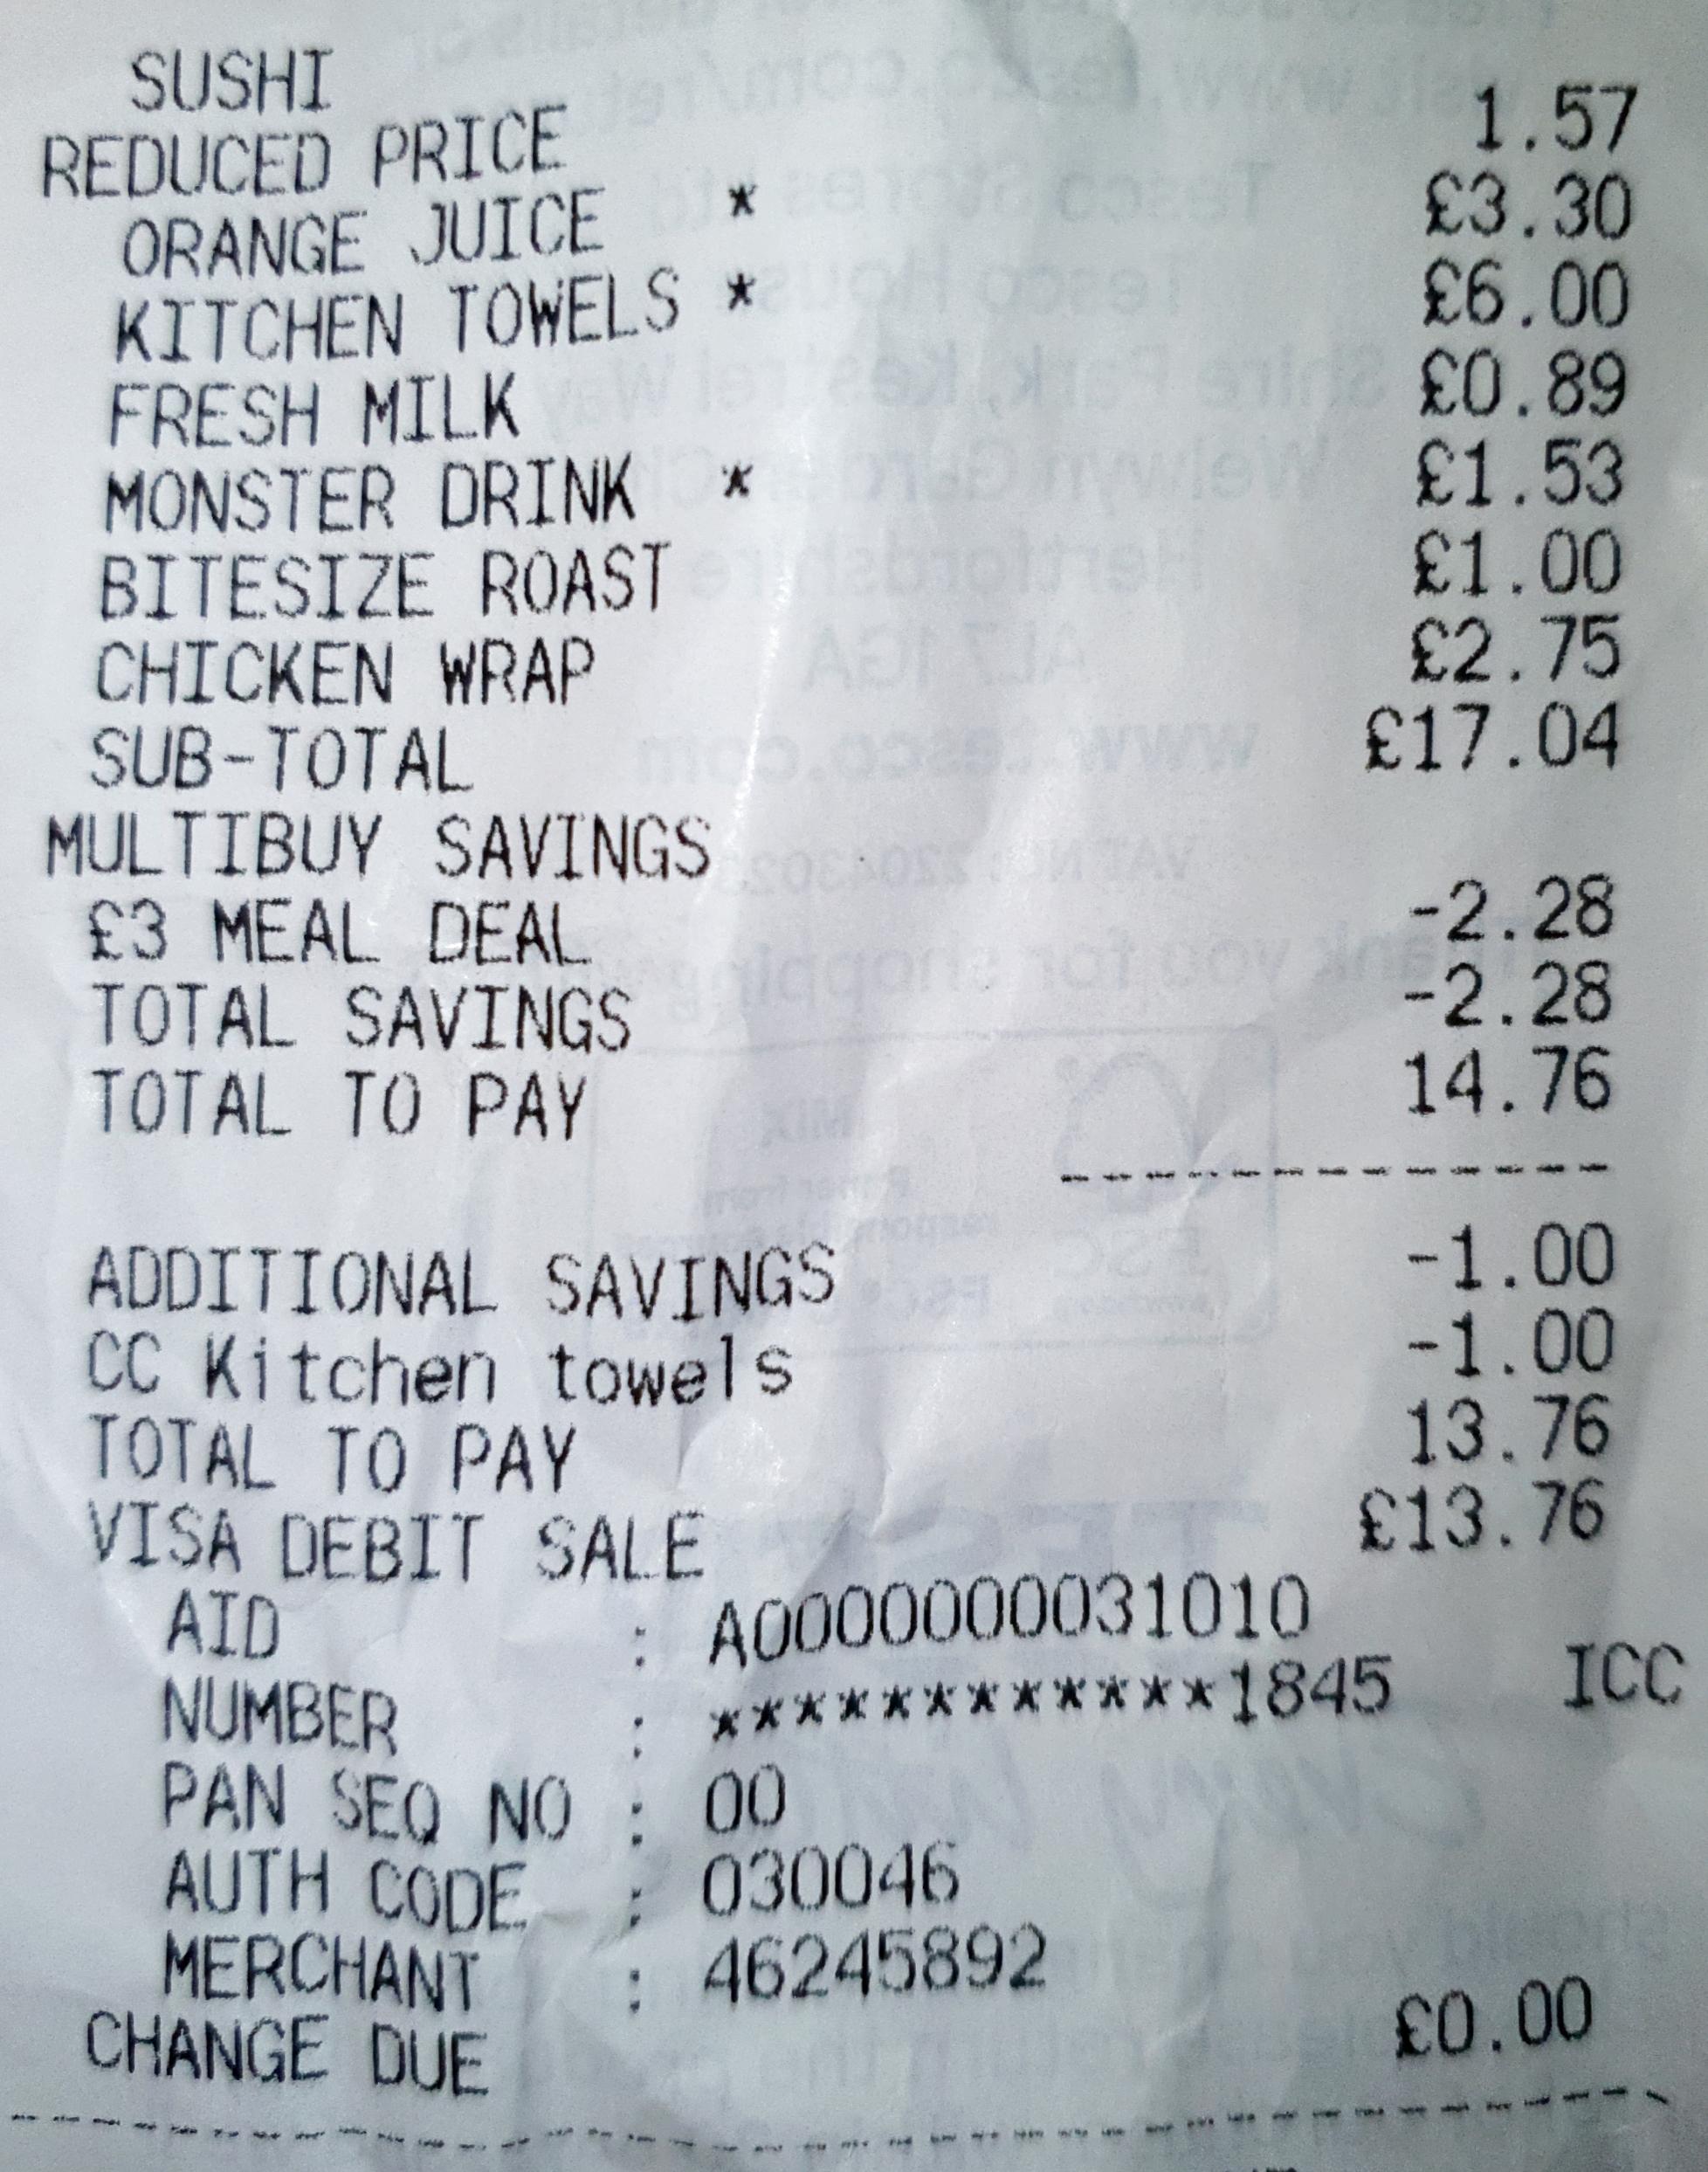 SUSHI
REDUCED PRICE 1.57
ORANGE JUICE * £3.30
KITCHEN TOWELS * £6.00
FRESH MILK £0.89
MONSTER DRINK * £1.53
BITESIZE ROAST £1.00
CHICKEN WRAP £2.75
SUB-TOTAL £17.04
MULTIBUY SAVINGS
£3 MEAL DEAL -2.28
TOTAL SAVINGS -2.28
TOTAL TO PAY 14.76
ADDITIONAL SAVINGS -1.00
CC Kitchen towels -1.00
TOTAL TO PAY 13.76
VISA DEBIT SALE £13.76
AID : A0000000031010
NUMBER : ************1845 ICC
PAN SEQ NO : 00
AUTH CODE : 030046
MERCHANT : 46245892
CHANGE DUE £0.00